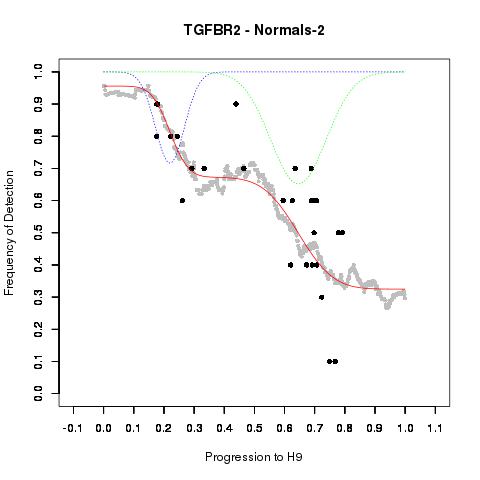 TGFBR2 - Normals-2
Frequency of Detection
1.0
0.9
0.8
0.7
0.6
0.5
0.4
0.3
0.2
0.1
0.0
-0.1 0.0 0.1 0.2 0.3 0.4 0.5 0.6 0.7 0.8 0.9 1.0 1.1
Progression to H9